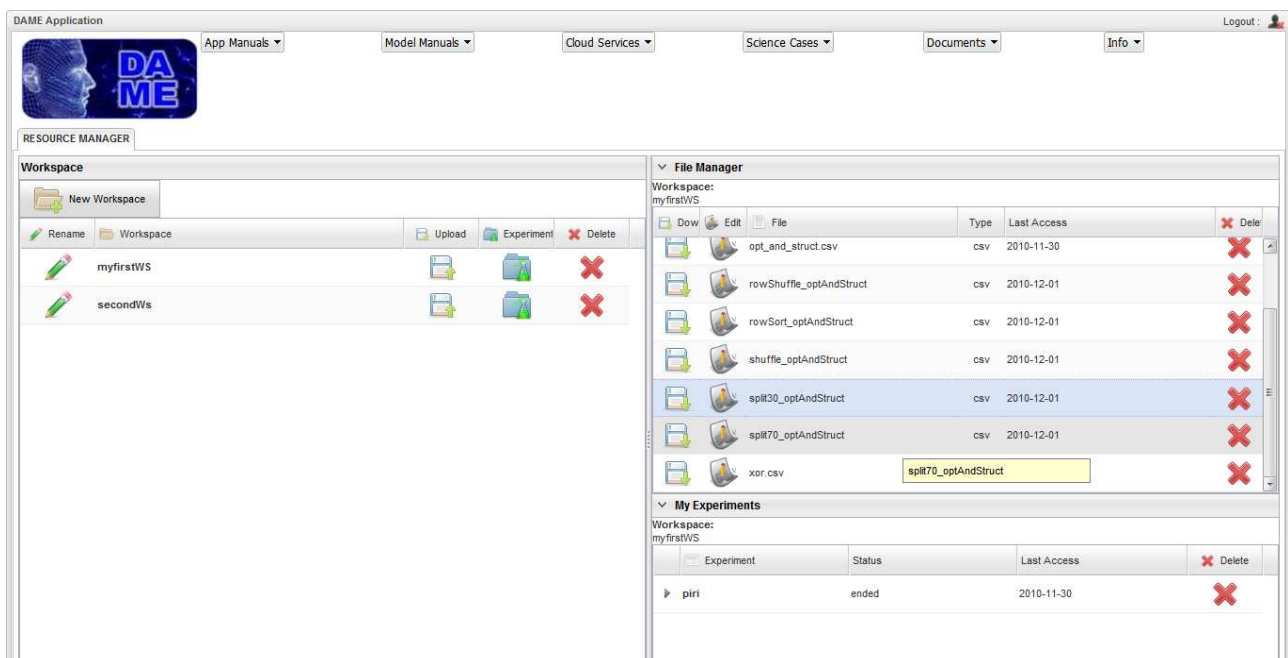 DAME Application
Logout :
DA
ME
App Manuals
Model Manuals
Cloud Services
Science Cases
Documents
Info
RESOURCE MANAGER
Workspace
New Workspace
Rename Workspace Upload Experiment Delete
myfirstWS
secondWs
File Manager
Workspace:
myfirstWS
Dow Edit File Type Last Access Delet
opt_and_struct.csv csv 2010-11-30
rowShuffle_optAndStruct csv 2010-12-01
rowSort_optAndStruct csv 2010-12-01
shuffle_optAndStruct csv 2010-12-01
split30_optAndStruct csv 2010-12-01
split70_optAndStruct csv 2010-12-01
xor.csv split70_optAndStruct
My Experiments
Workspace:
myfirstWS
Experiment Status Last Access Delete
piri ended 2010-11-30